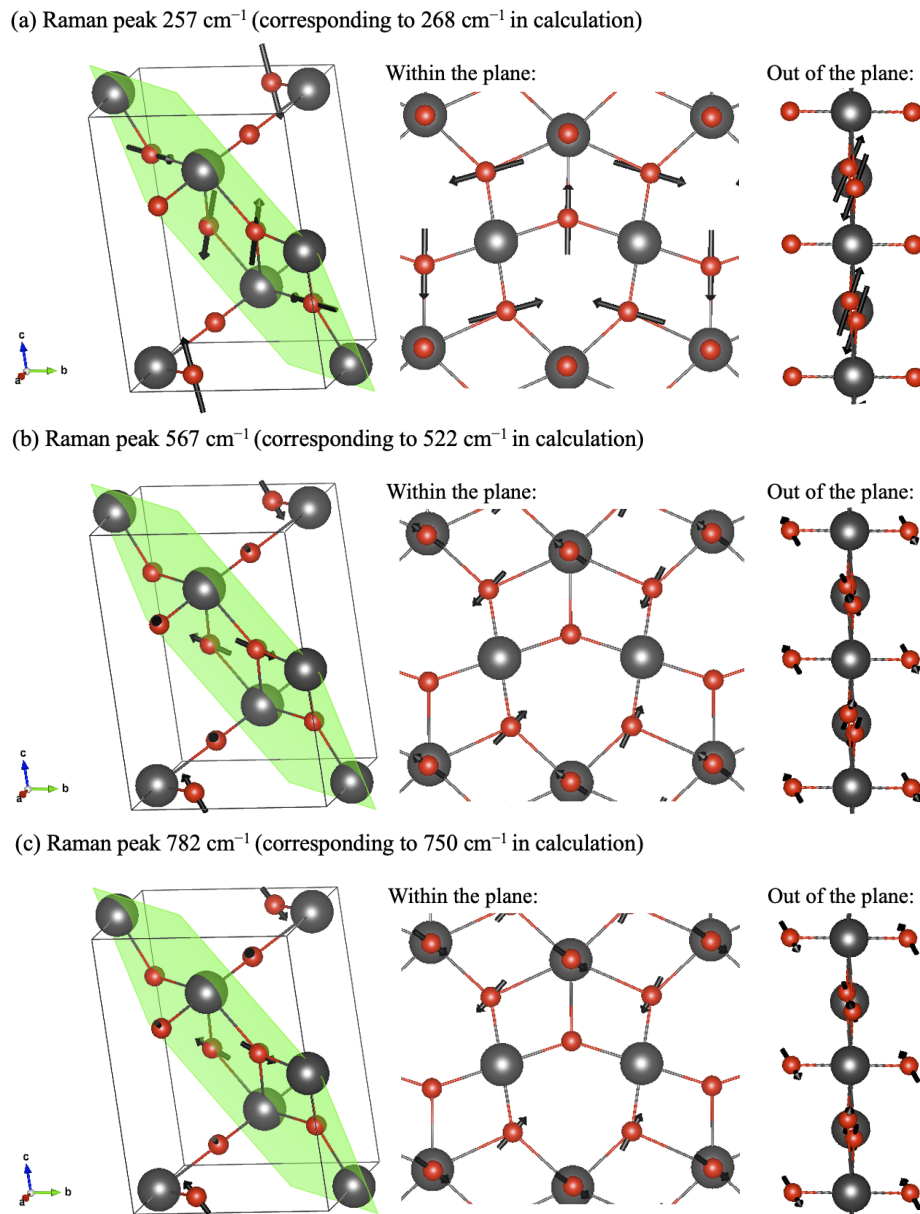 (a) Raman peak 257 cm⁻¹ (corresponding to 268 cm⁻¹ in calculation)
Within the plane:
Out of the plane:
c
a
b
(b) Raman peak 567 cm⁻¹ (corresponding to 522 cm⁻¹ in calculation)
Within the plane:
Out of the plane:
c
a
b
(c) Raman peak 782 cm⁻¹ (corresponding to 750 cm⁻¹ in calculation)
Within the plane:
Out of the plane:
c
a
b